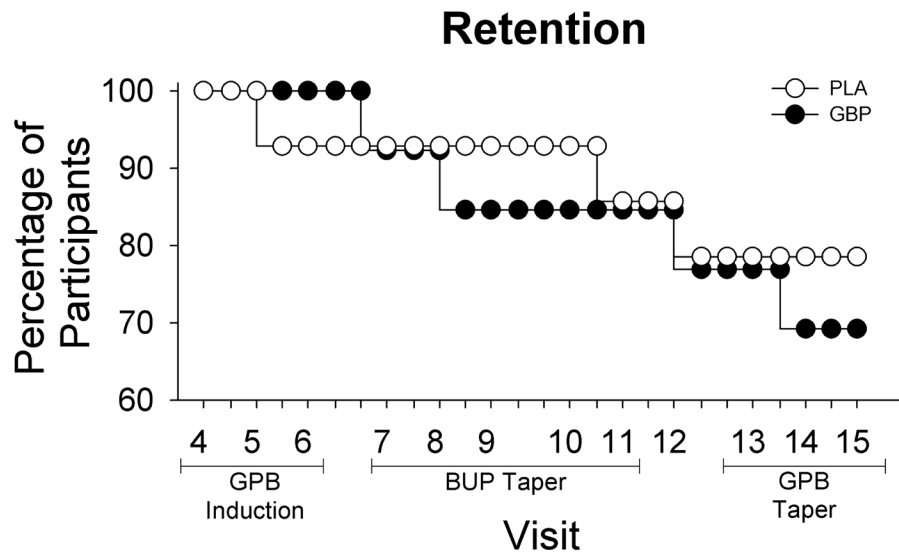 Retention
Percentage of
Participants
100
90
80
70
60
PLA
GBP
4 5 6 7 8 9 10 11 12 13 14 15
GPB
Induction
BUP Taper
GPB
Taper
Visit